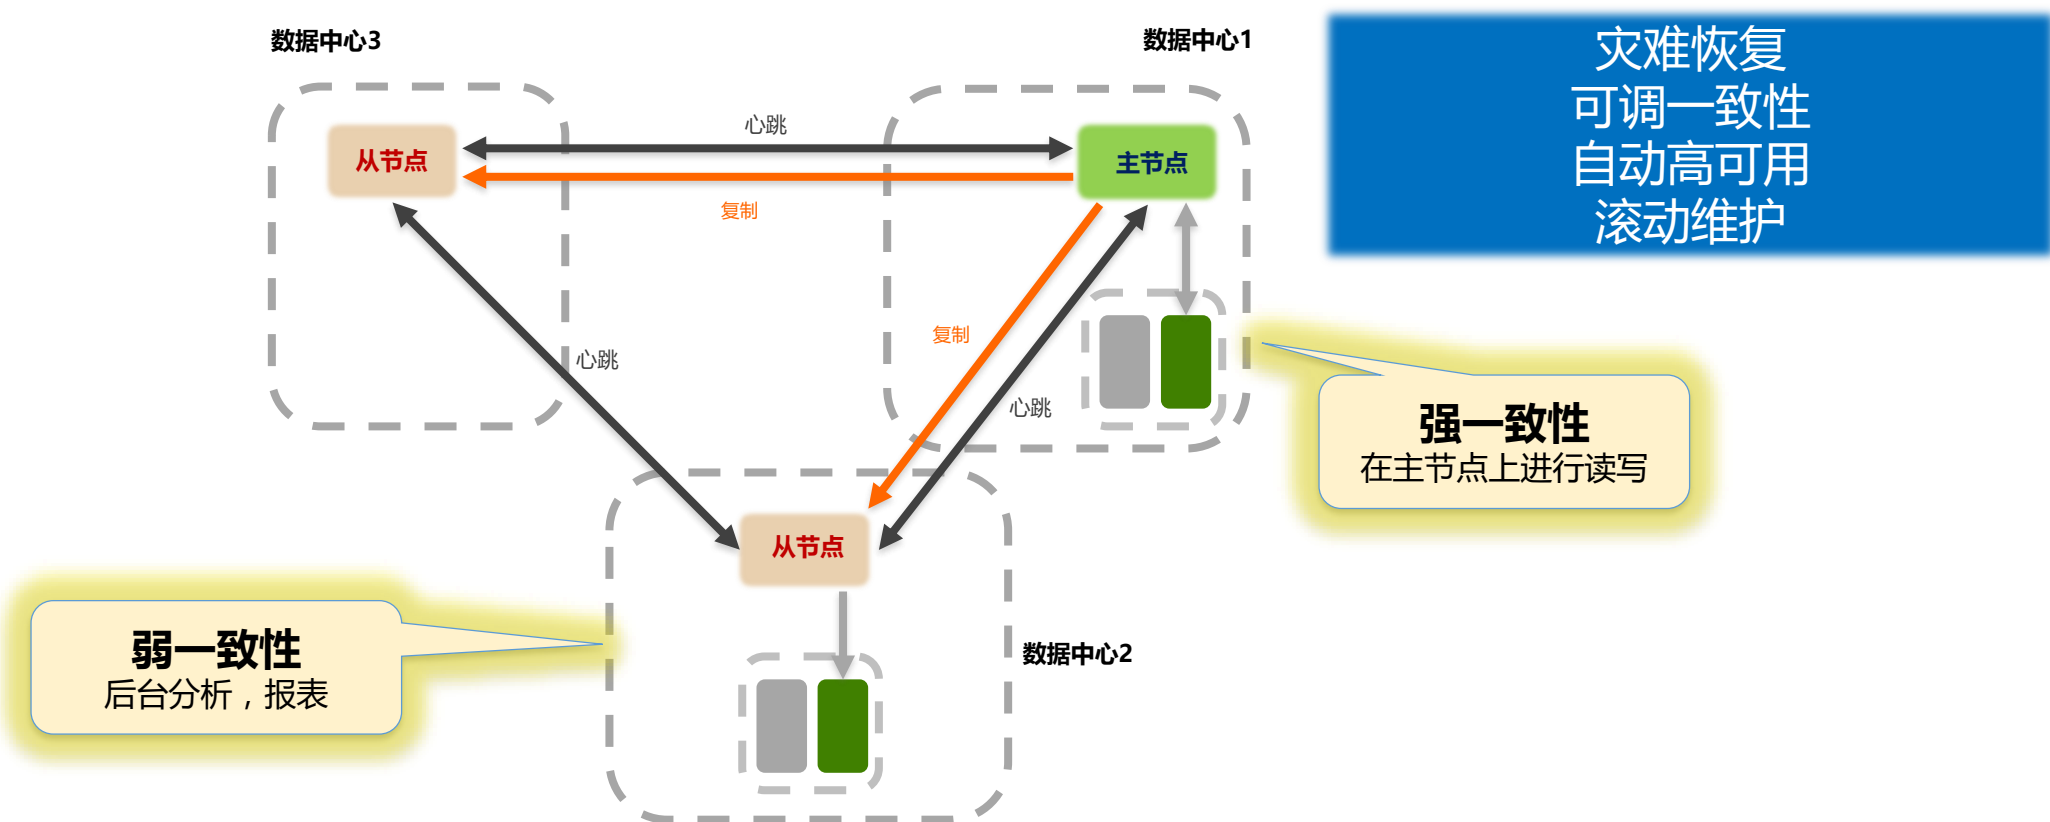 数据中心3
数据中心1
灾难恢复
可调一致性
自动高可用
滚动维护
心跳
从节点
主节点
复制
复制
心跳
心跳
强一致性
在主节点上进行读写
从节点
弱一致性
后台分析，报表
数据中心2